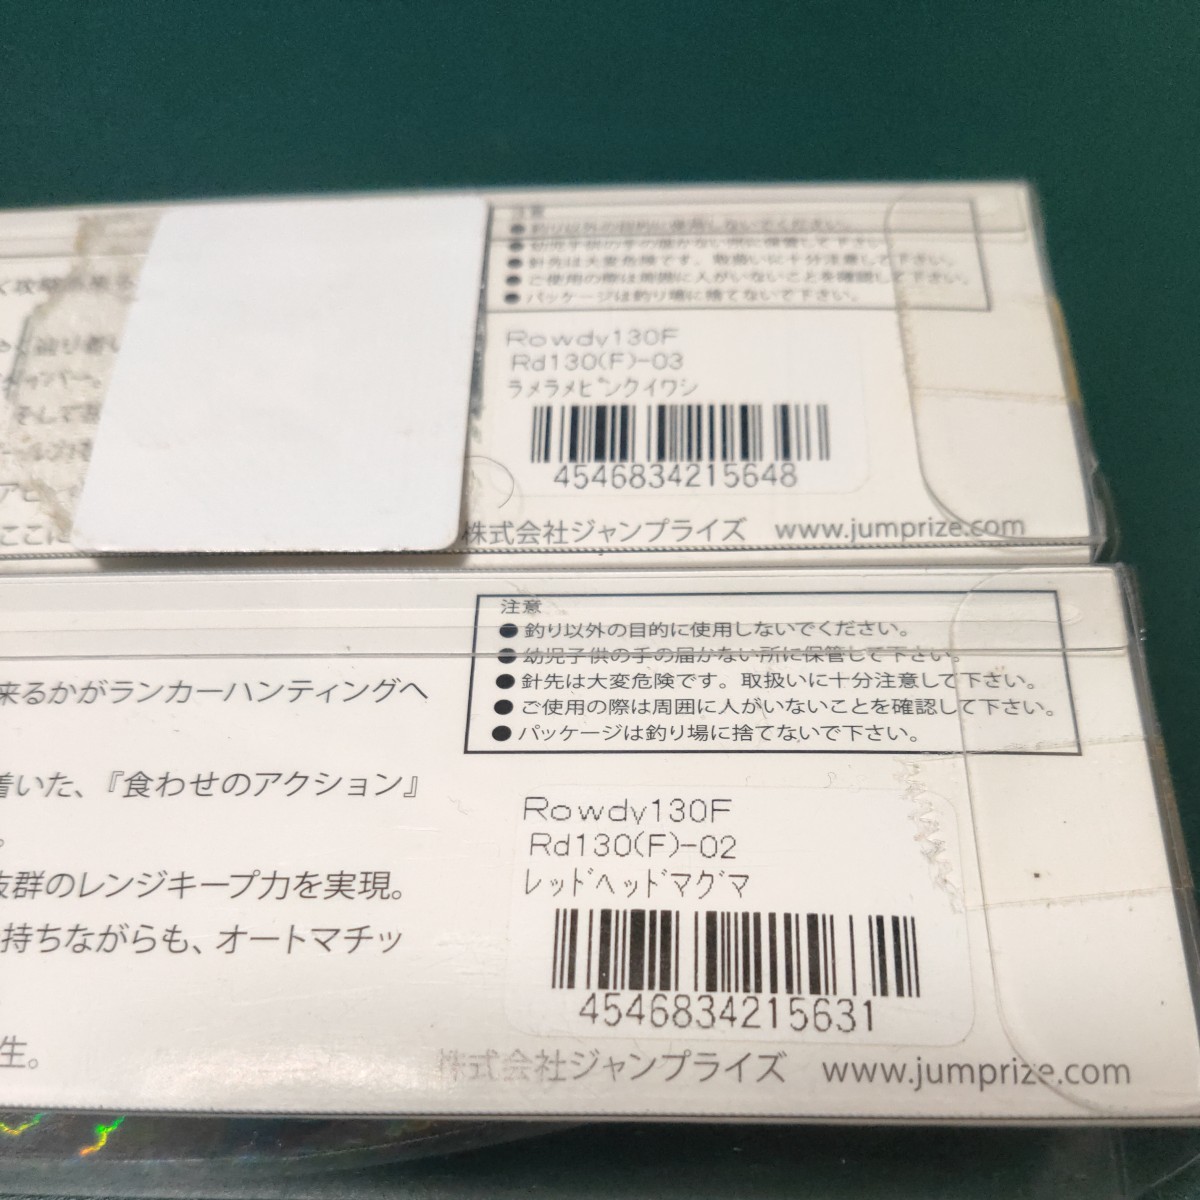 注意
●釣り以外の目的に使用しないでください。
●幼児子供の手の届かない所に保管して下さい。
●針先は大変危険です。取扱いに十分注意して下さい。
●ご使用の際は周囲に人がいないことを確認して下さい。
●パッケージは釣り場に捨てないで下さい。
そして
ここに
Rowdy130F
Rd130(F)-03
ラメラメピンクイワシ
4546834215648
株式会社ジャンプライズ www.jumprize.com
注意
●釣り以外の目的に使用しないでください。
●幼児子供の手の届かない所に保管して下さい。
●針先は大変危険です。取扱いに十分注意して下さい。
●ご使用の際は周囲に人がいないことを確認して下さい。
●パッケージは釣り場に捨てないで下さい。
来るかがランカーハンティングへ
着いた、『食わせのアクション』
。
抜群のレンジキープ力を実現。
持ちながらも、オートマチッ
生。
Rowdy130F
Rd130(F)-02
レッドヘッドマグマ
4546834215631
株式会社ジャンプライズ www.jumprize.com